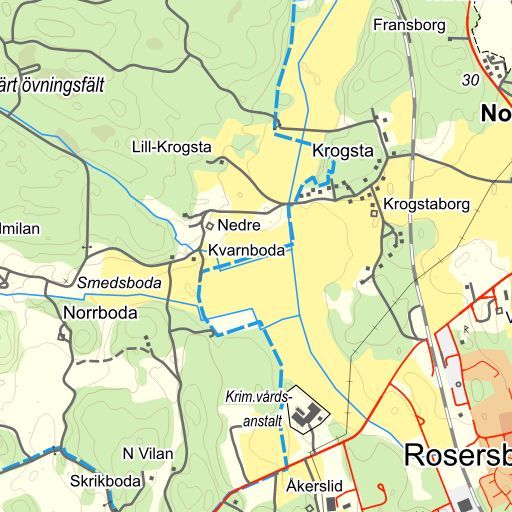 Fransborg
30
ärt övningsfält
No
Lill-Krogsta
Krogsta
Krogstaborg
Nedre
Kvarnboda
lmilan
Smedsboda
Norrboda
V
Krim.vårds-
anstalt
N Vilan
Skrikboda
Åkerslid
Rosersb